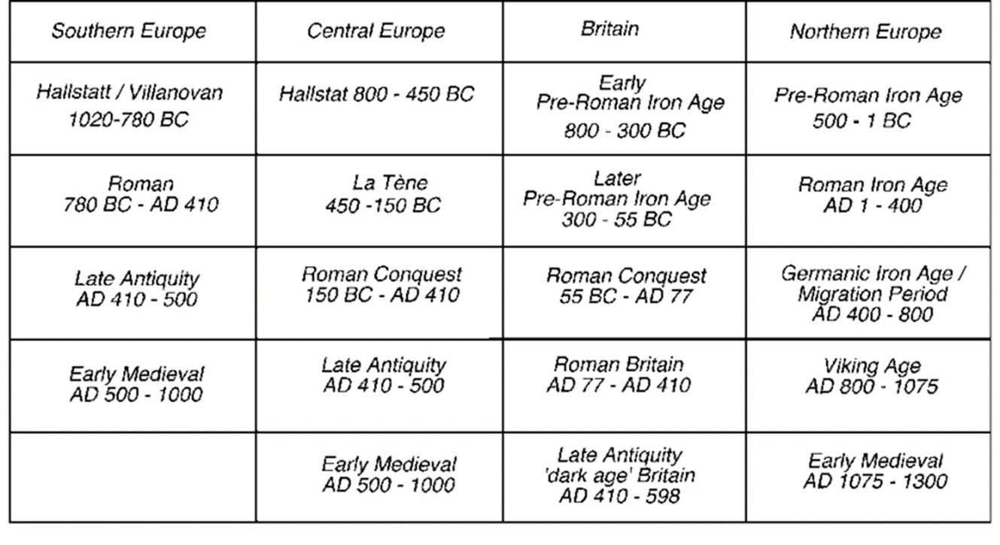 Southern Europe
Central Europe
Britain
Northern Europe
Hallstatt / Villanovan
1020-780 BC
Hallstat 800 - 450 BC
Early
Pre-Roman Iron Age
800 - 300 BC
Pre-Roman Iron Age
500 - 1 BC
Roman
780 BC - AD 410
La Tène
450 -150 BC
Later
Pre-Roman Iron Age
300 - 55 BC
Roman Iron Age
AD 1 - 400
Late Antiquity
AD 410 - 500
Roman Conquest
150 BC - AD 410
Roman Conquest
55 BC - AD 77
Germanic Iron Age /
Migration Period
AD 400 - 800
Early Medieval
AD 500 - 1000
Late Antiquity
AD 410 - 500
Roman Britain
AD 77 - AD 410
Viking Age
AD 800 - 1075
Early Medieval
AD 500 - 1000
Late Antiquity
'dark age' Britain
AD 410 - 598
Early Medieval
AD 1075 - 1300